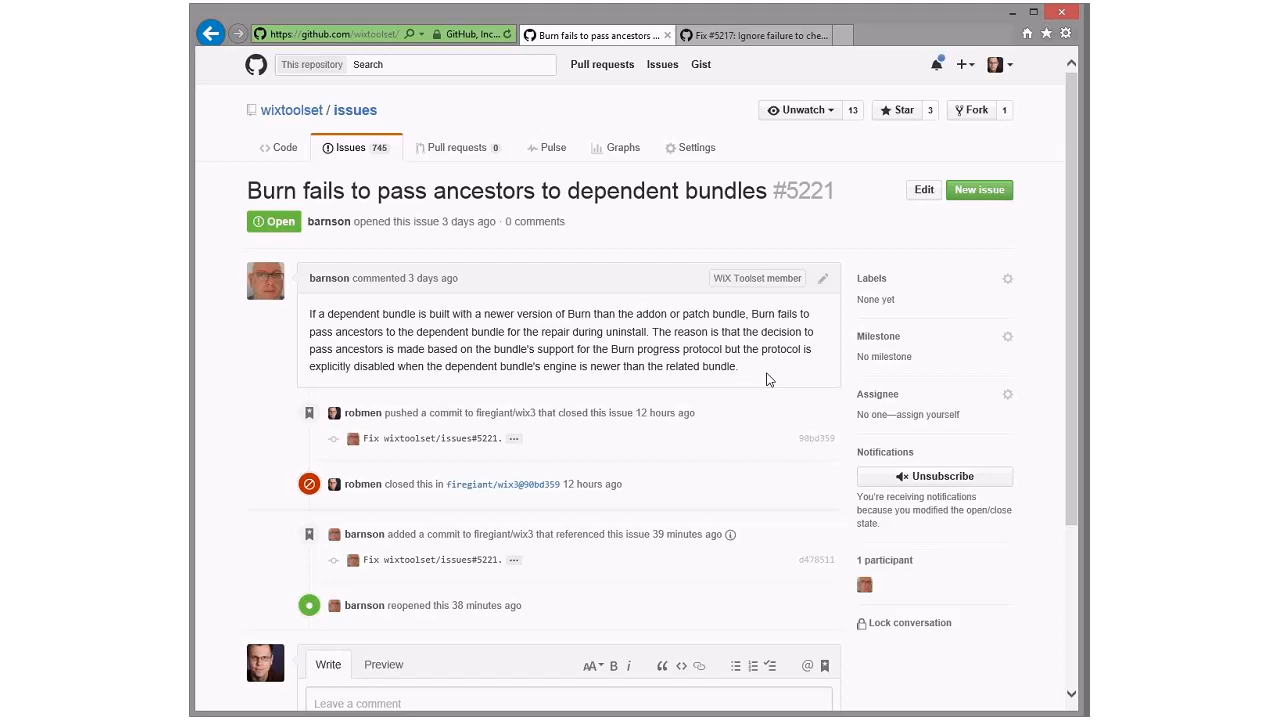 https://github.com/wixtoolset/
GitHub, Inc...
Burn fails to pass ancestors ...
Fix #5217: Ignore failure to che...
This repository
Search
Pull requests
Issues
Gist
wixtoolset / issues
Unwatch
13
Star
3
Fork
1
Code
Issues 745
Pull requests 0
Pulse
Graphs
Settings
Burn fails to pass ancestors to dependent bundles #5221
Edit
New issue
Open
barnson opened this issue 3 days ago · 0 comments
barnson commented 3 days ago
WiX Toolset member
If a dependent bundle is built with a newer version of Burn than the addon or patch bundle, Burn fails to
pass ancestors to the dependent bundle for the repair during uninstall. The reason is that the decision to
pass ancestors is made based on the bundle's support for the Burn progress protocol but the protocol is
explicitly disabled when the dependent bundle's engine is newer than the related bundle.
robmen pushed a commit to firegiant/wix3 that closed this issue 12 hours ago
Fix wixtoolset/issues#5221. ...
90bd359
robmen closed this in firegiant/wix3@90bd359 12 hours ago
barnson added a commit to firegiant/wix3 that referenced this issue 39 minutes ago
Fix wixtoolset/issues#5221. ...
d478511
barnson reopened this 38 minutes ago
Write
Preview
AA
B
i
@
Leave a comment
Labels
None yet
Milestone
No milestone
Assignee
No one—assign yourself
Notifications
Unsubscribe
You're receiving notifications
because you modified the open/close
state.
1 participant
Lock conversation